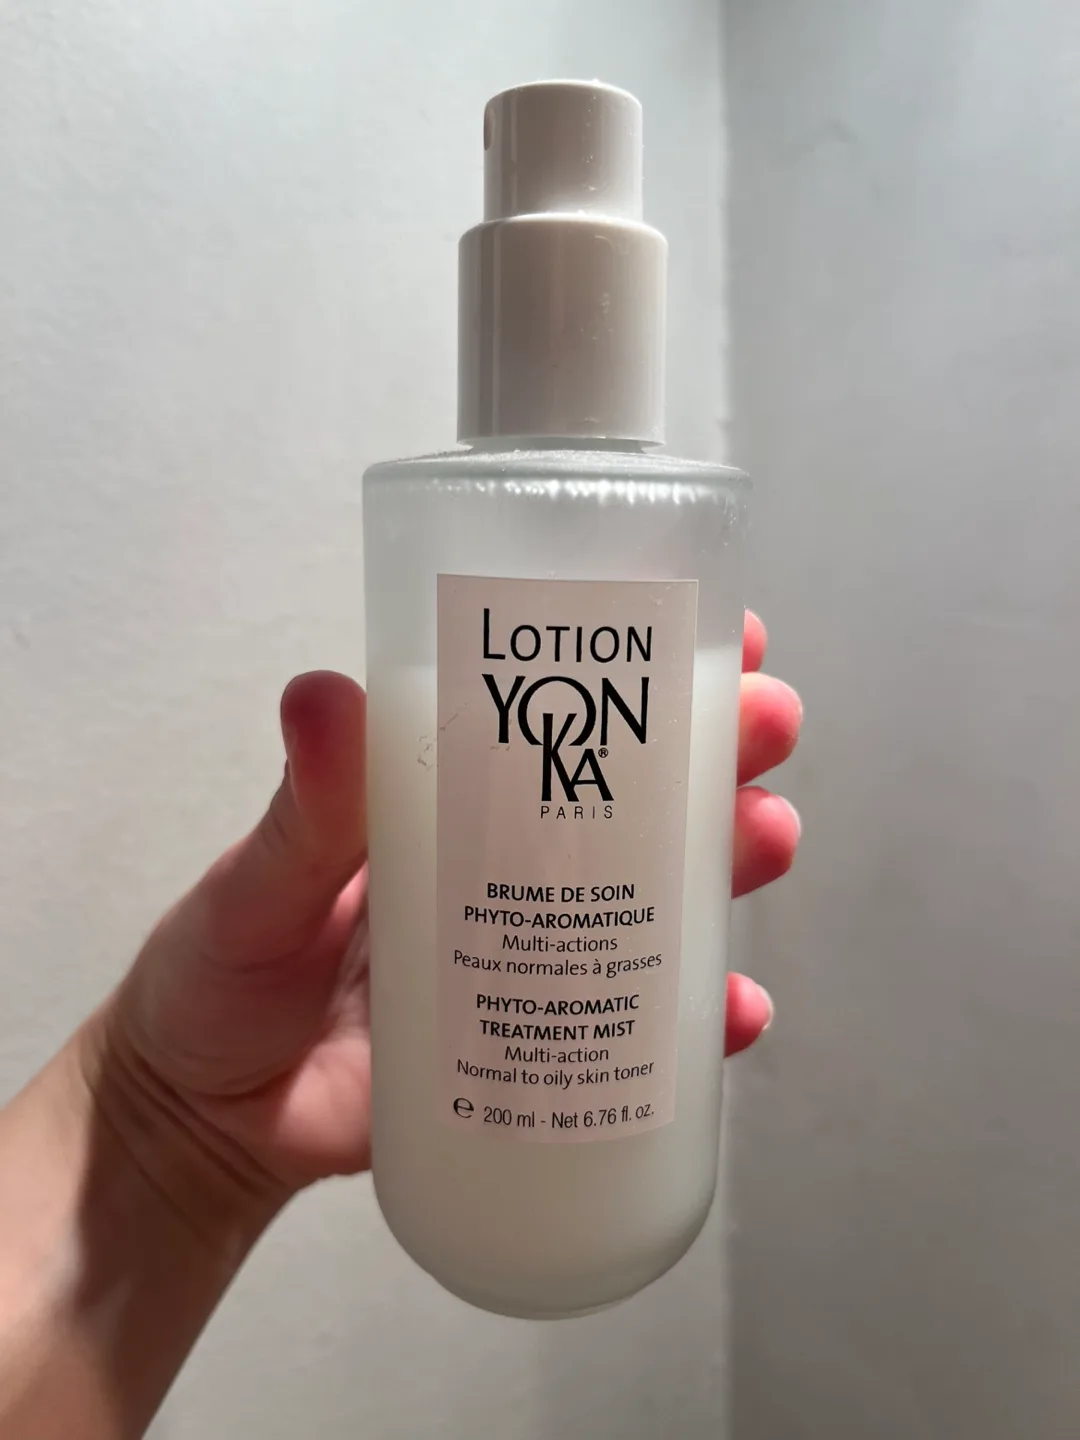 LOTION
YON
KA®
PARIS
BRUME DE SOIN
PHYTO-AROMATIQUE
Multi-actions
Peaux normales à grasses
PHYTO-AROMATIC
TREATMENT MIST
Multi-action
Normal to oily skin toner
℮ 200 ml - Net 6.76 fl. oz.